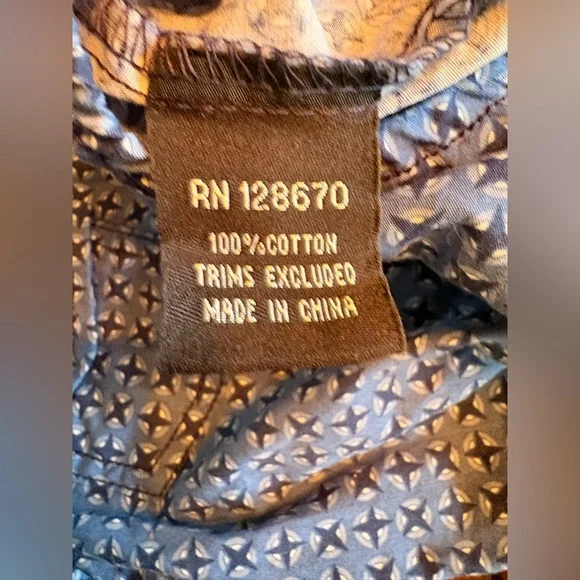 RN 128670
100%COTTON
TRIMS EXCLUDED
MADE IN CHINA